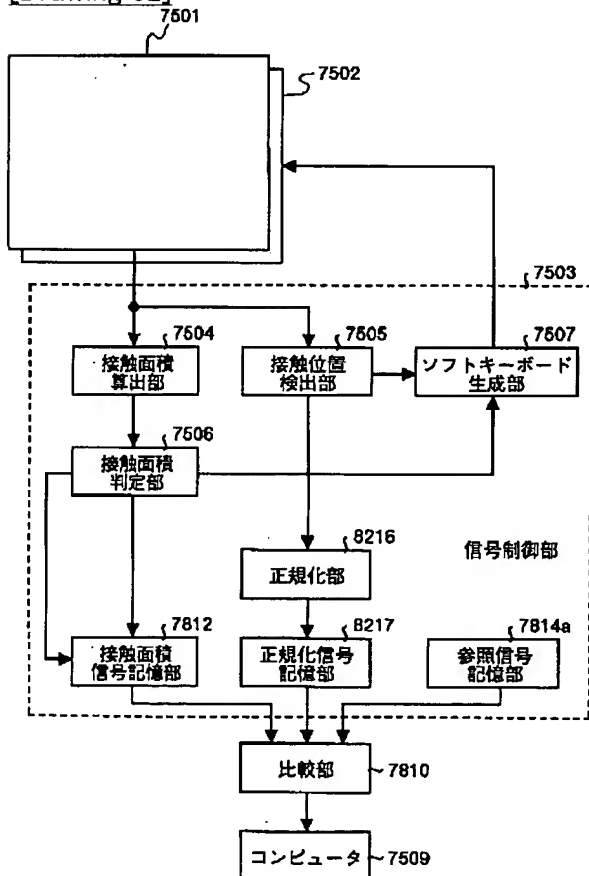 7501
7502
7503
7504
7505
7507
接触面積
算出部
接触位置
検出部
ソフトキーボード
生成部
7506
接触面積
判定部
8216
信号制御部
正規化部
7812
8217
7814a
接触面積
信号記憶部
正規化信号
記憶部
参照信号
記憶部
比較部
7810
コンピュータ
7509